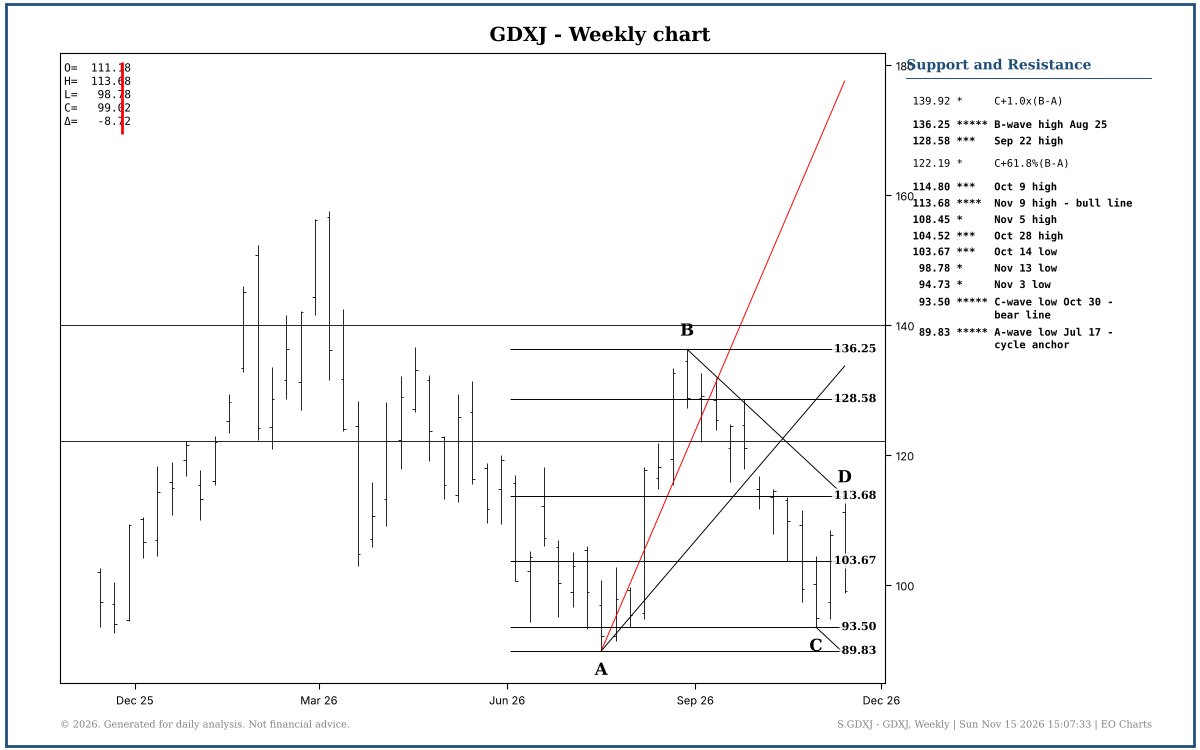 GDXJ - Weekly chart
O= 111.18
H= 113.68
L= 98.78
C= 99.02
Δ= -8.72
180
160
140
120
100
B
136.25
128.58
D
113.68
103.67
93.50
C
89.83
A
Dec 25
Mar 26
Jun 26
Sep 26
Dec 26
Support and Resistance
139.92 * C+1.0x(B-A)
136.25 ***** B-wave high Aug 25
128.58 *** Sep 22 high
122.19 * C+61.8%(B-A)
114.80 *** Oct 9 high
113.68 **** Nov 9 high - bull line
108.45 * Nov 5 high
104.52 *** Oct 28 high
103.67 *** Oct 14 low
98.78 * Nov 13 low
94.73 * Nov 3 low
93.50 ***** C-wave low Oct 30 -
bear line
89.83 ***** A-wave low Jul 17 -
cycle anchor
© 2026. Generated for daily analysis. Not financial advice.
S.GDXJ - GDXJ, Weekly | Sun Nov 15 2026 15:07:33 | EO Charts